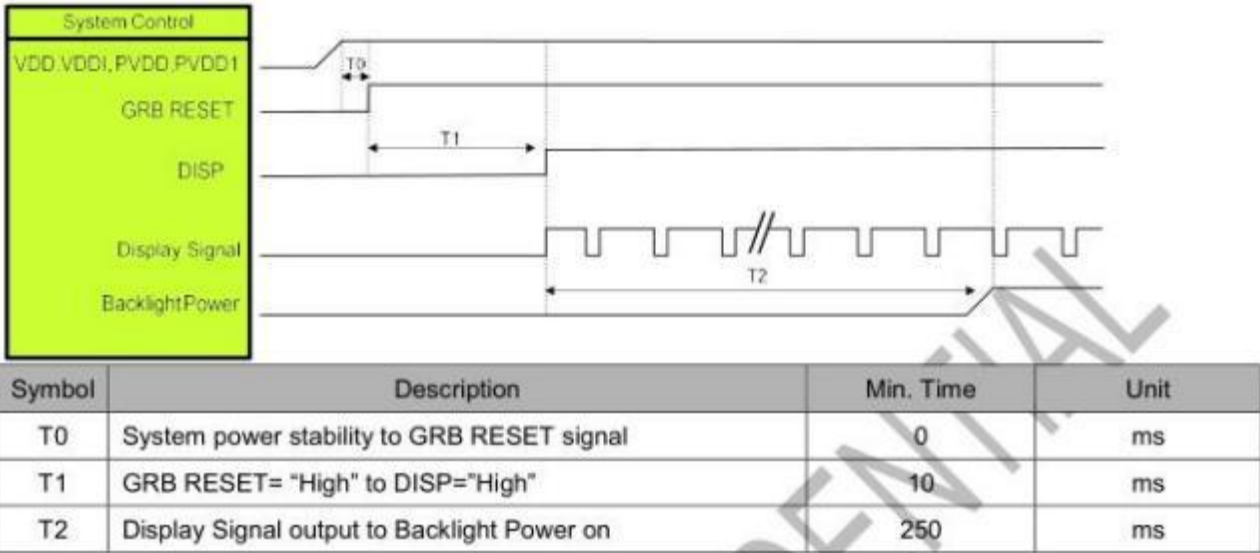 System Control
VDD.VDDI,PVDD.PVDD1
T0
GRB RESET
T1
DISP
Display Signal
T2
BacklightPower
Symbol Description Min. Time Unit
T0 System power stability to GRB RESET signal 0 ms
T1 GRB RESET= “High” to DISP=”High” 10 ms
T2 Display Signal output to Backlight Power on 250 ms
DENTIAL